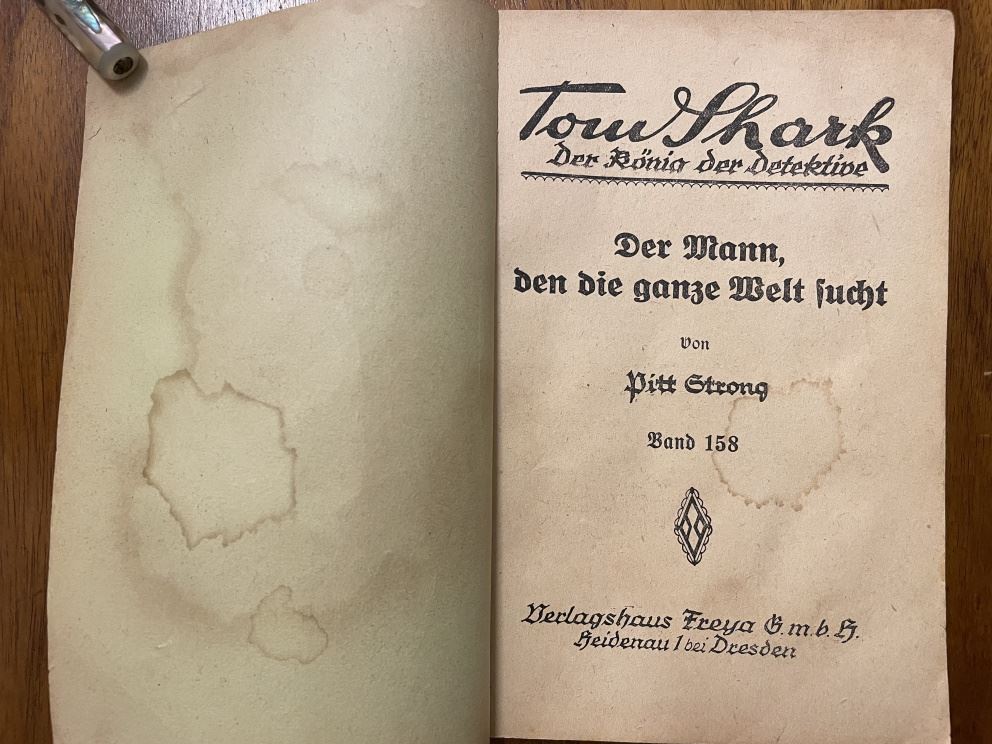 Tom Shark
Der König der Detektive
Der Mann,
den die ganze Welt sucht
von
Pitt Strong
Band 158
Verlagshaus Freya G.m.b.H.
Heidenau 1 bei Dresden